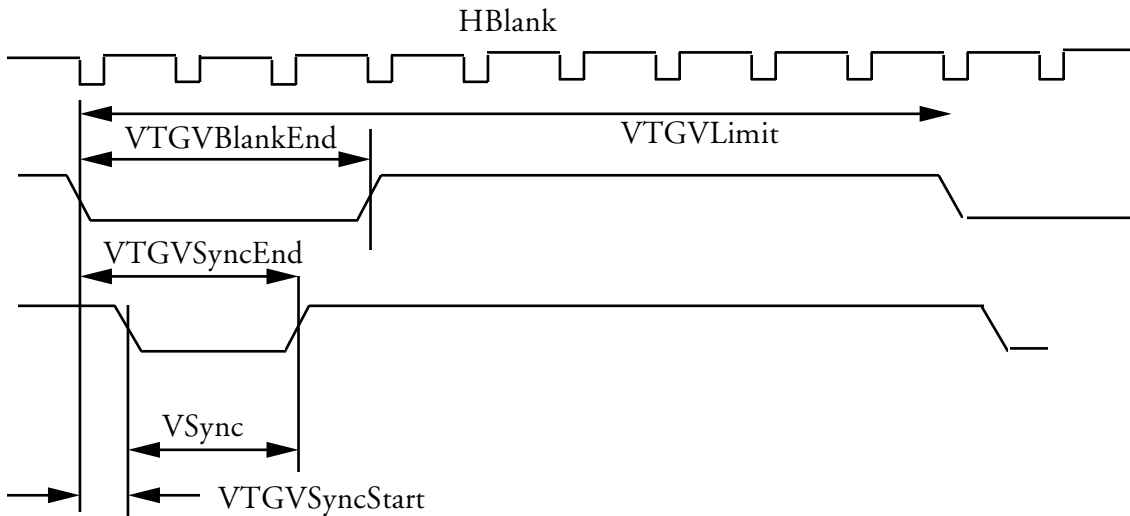 HBlank
VTGVBlankEnd
VTGVLimit
VTGVSyncEnd
VSync
VTGVSyncStart